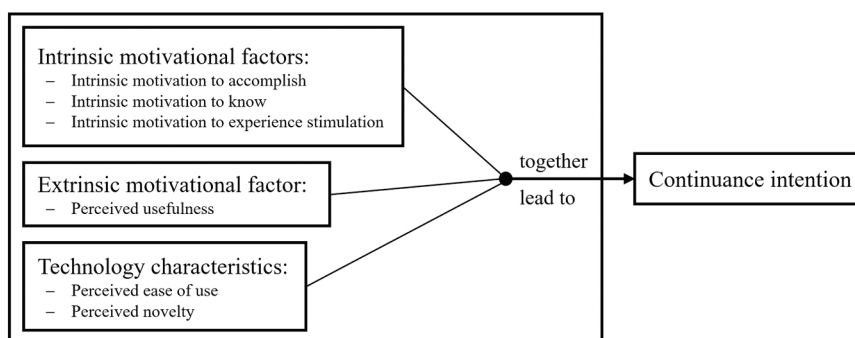 Intrinsic motivational factors:
– Intrinsic motivation to accomplish
– Intrinsic motivation to know
– Intrinsic motivation to experience stimulation
Extrinsic motivational factor:
– Perceived usefulness
Technology characteristics:
– Perceived ease of use
– Perceived novelty
together
lead to
Continuance intention